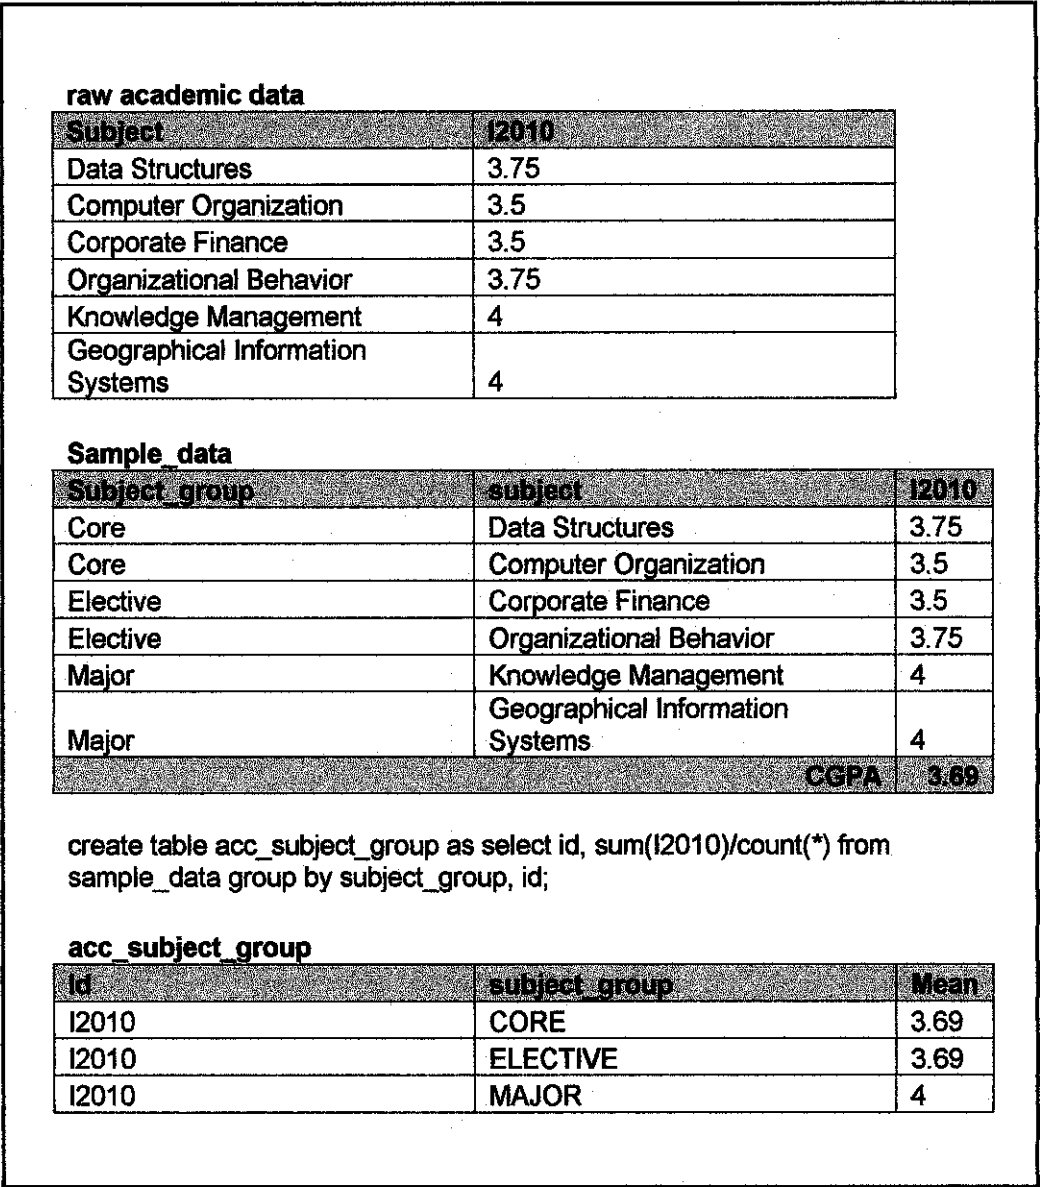 raw academic data
Subject I2010
Data Structures 3.75
Computer Organization 3.5
Corporate Finance 3.5
Organizational Behavior 3.75
Knowledge Management 4
Geographical Information
Systems 4
Sample_data
Subject_group subject I2010
Core Data Structures 3.75
Core Computer Organization 3.5
Elective Corporate Finance 3.5
Elective Organizational Behavior 3.75
Major Knowledge Management 4
Geographical Information
Major Systems 4
CGPA 3.69
create table acc_subject_group as select id, sum(I2010)/count(*) from
sample_data group by subject_group, id;
acc_subject_group
Id subject_group Mean
I2010 CORE 3.69
I2010 ELECTIVE 3.69
I2010 MAJOR 4